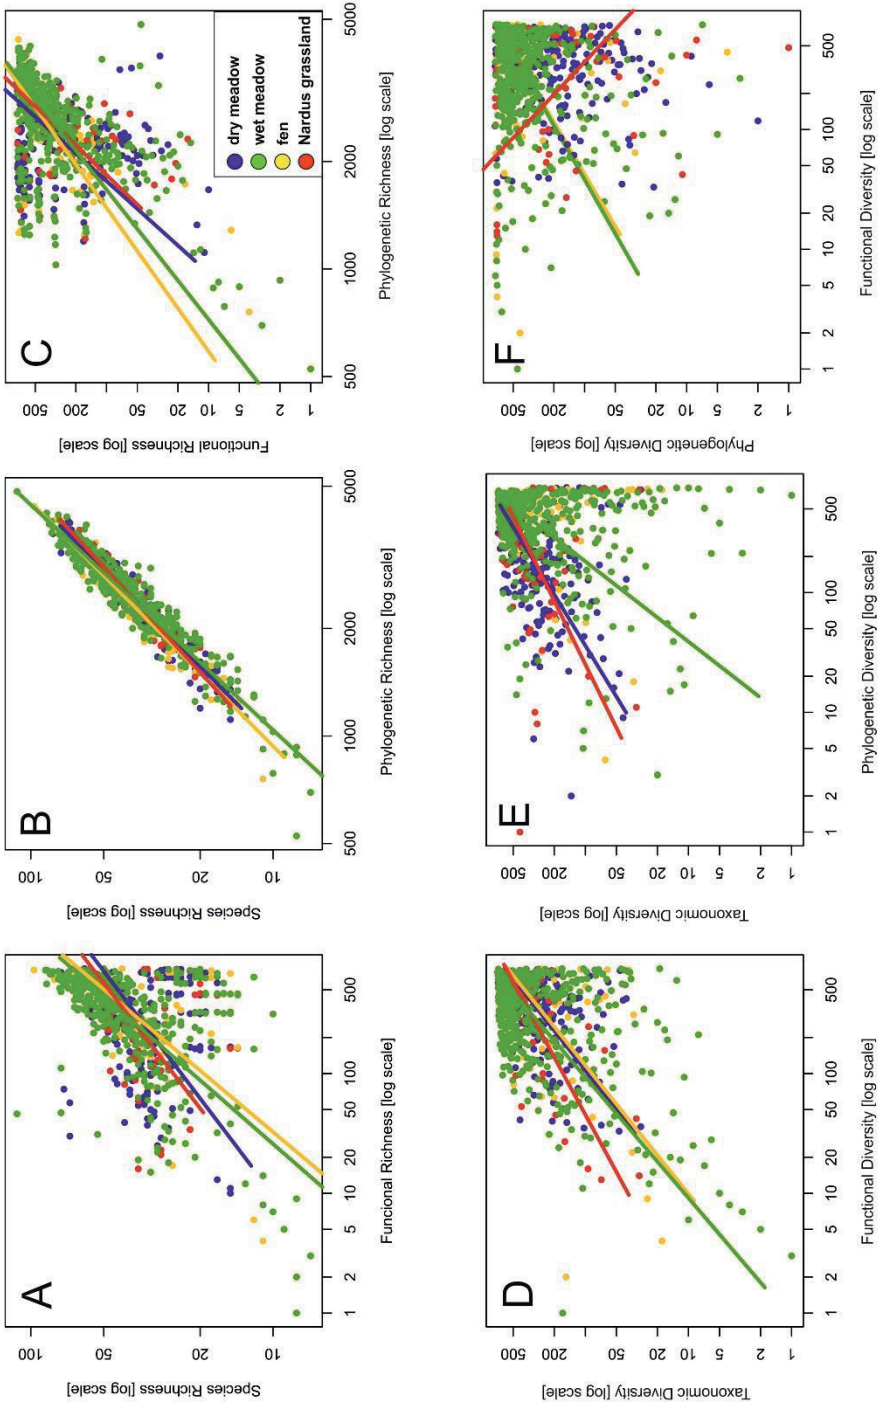 A
Species Richness [log scale]
100
50
20
10
1 2 5 10 20 50 100 500
Funcional Richness [log scale]
B
Species Richness [log scale]
100
50
20
10
500 1000 2000 5000
Phylogenetic Richness [log scale]
C
Functional Richness [log scale]
500
200
50
20
10
5
2
1
dry meadow
wet meadow
fen
Nardus grassland
500 1000 2000 5000
Phylogenetic Richness [log scale]
D
Taxonomic Diversity [log scale]
500
200
50
20
10
5
2
1
1 2 5 10 20 50 100 500
Functional Diversity [log scale]
E
Taxonomic Diversity [log scale]
500
200
50
20
10
5
2
1
1 2 5 10 20 50 100 500
Phylogenetic Diversity [log scale]
F
Phylogenetic Diversity [log scale]
500
200
50
20
10
5
2
1
1 2 5 10 20 50 100 500
Functional Diversity [log scale]